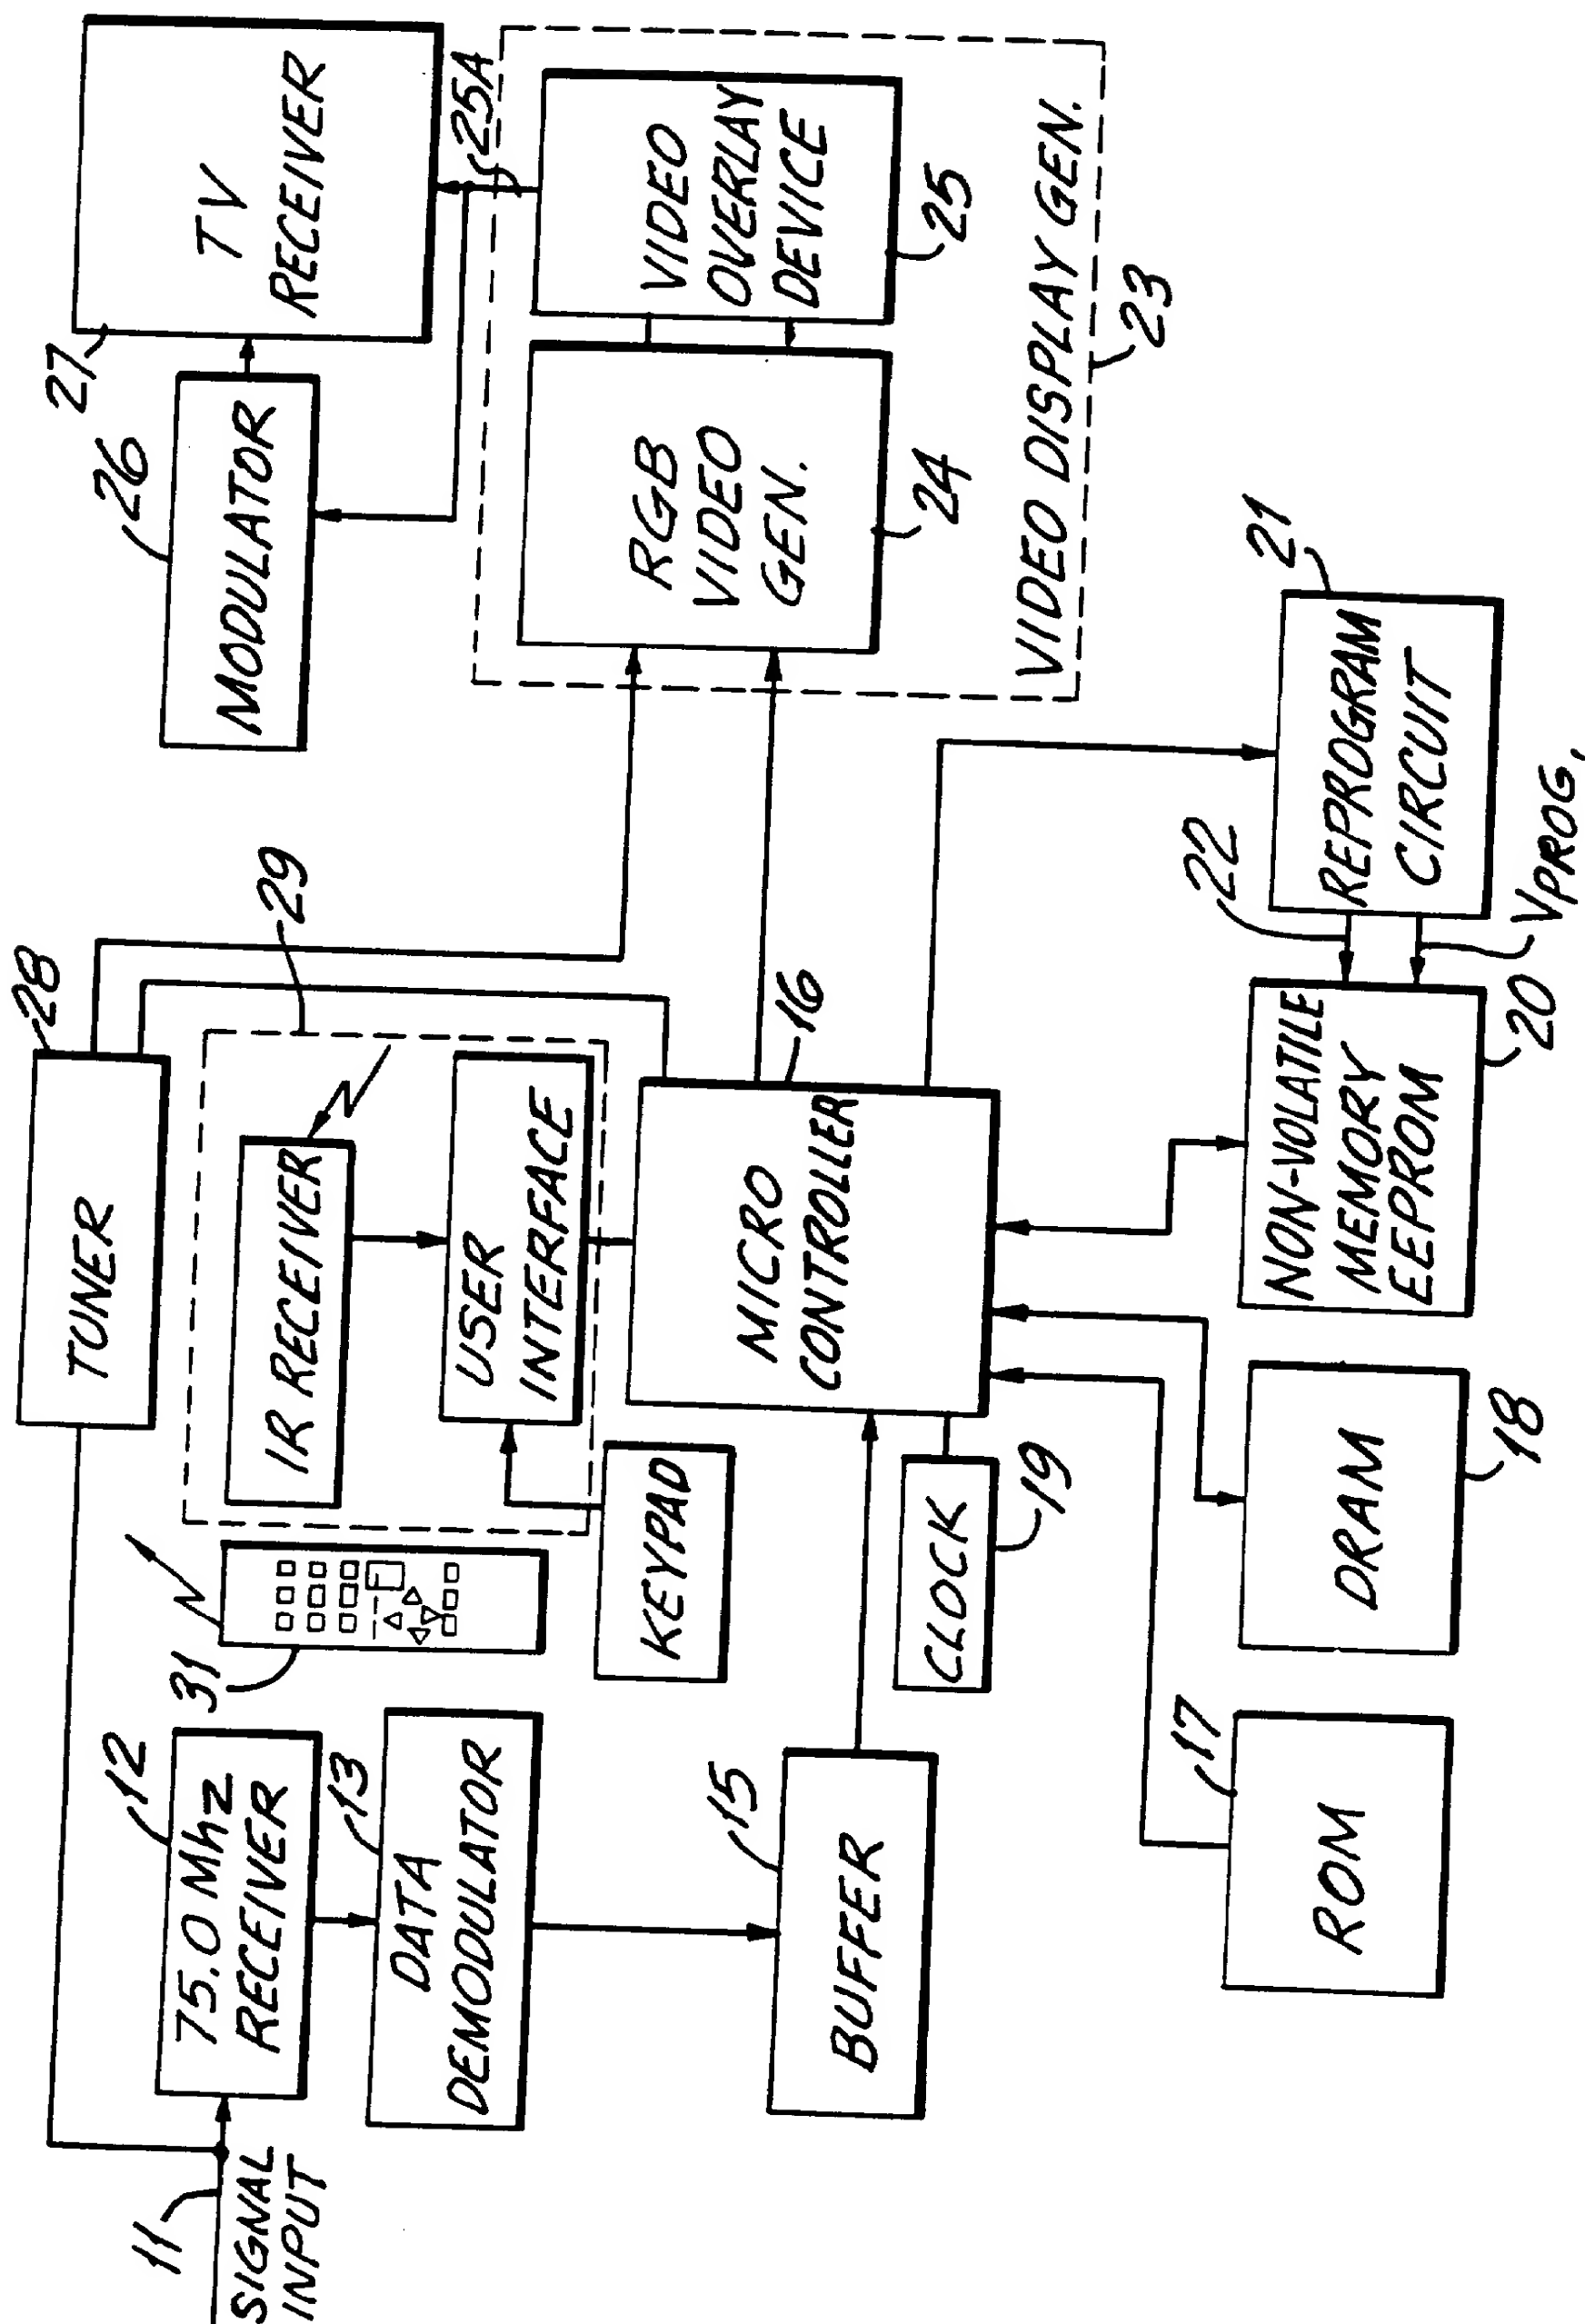 28
TUNER
29
26
MODULATOR
27
TV
RECEIVER
11
SIGNAL
INPUT
12
75.0 Mhz
RECEIVER
31
IR RECEIVER
25A
13
DATA
DEMODULATOR
USER
INTERFACE
KEYPAD
RGB
VIDEO
GEN.
24
VIDEO
OVERLAY
DEVICE
25
15
BUFFER
MICRO
CONTROLLER
16
CLOCK
19
VIDEO DISPLAY GEN.
23
17
ROM
DRAM
18
NON-VOLATILE
MEMORY
EEPROM
20
22
REPROGRAM
CIRCUIT
21
VPROG.